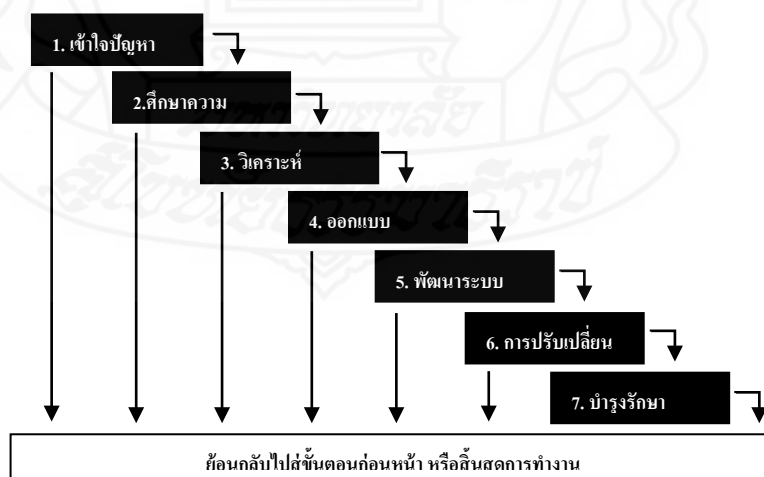 1. เข้าใจปัญหา
2.ศึกษาความ
3. วิเคราะห์
4. ออกแบบ
5. พัฒนาระบบ
6. การปรับเปลี่ยน
7. บำรุงรักษา
ย้อนกลับไปสู่ขั้นตอนก่อนหน้า หรือสิ้นสุดการทำงาน